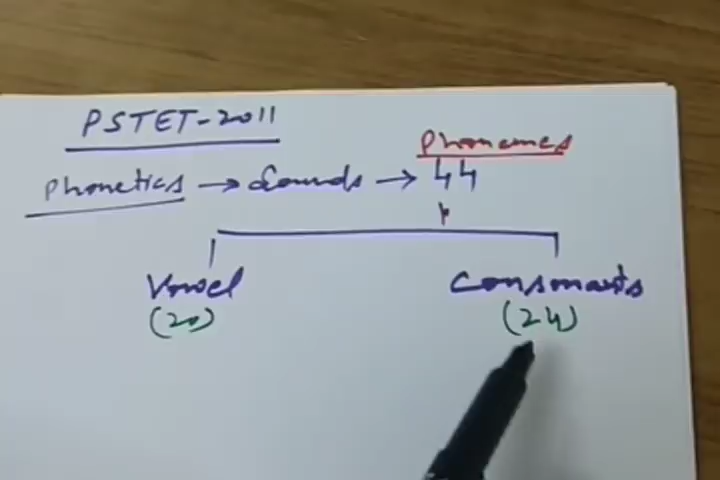 PSTET-2011
Phonemes
Phonetics → Sounds → 44
Vowel Consonants
(20) (24)